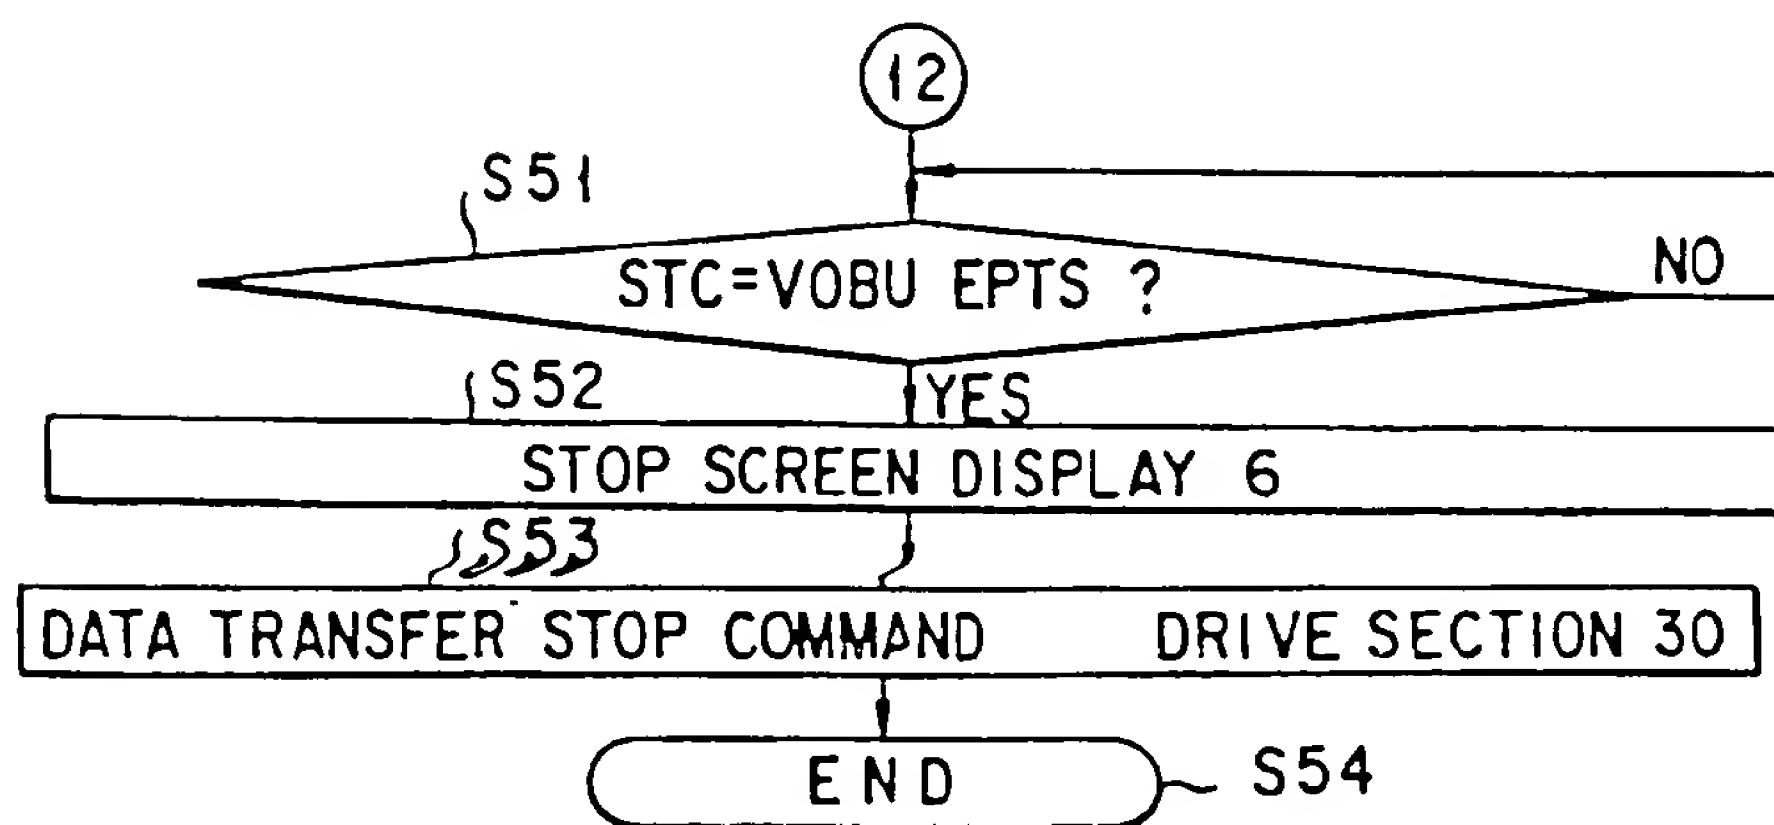 12
S51
STC=VOBU EPTS ?
NO
S52
YES
STOP SCREEN DISPLAY 6
S53
DATA TRANSFER STOP COMMAND DRIVE SECTION 30
END
S54